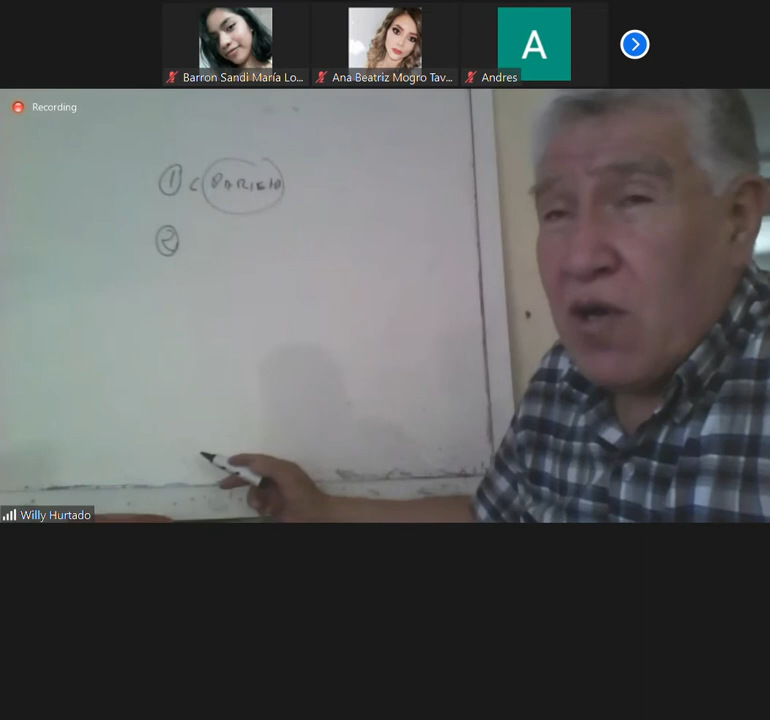 Barron Sandi María Lo...
Ana Beatriz Mogro Tav...
A
Andres
Recording
① < PARIETO
②
Willy Hurtado